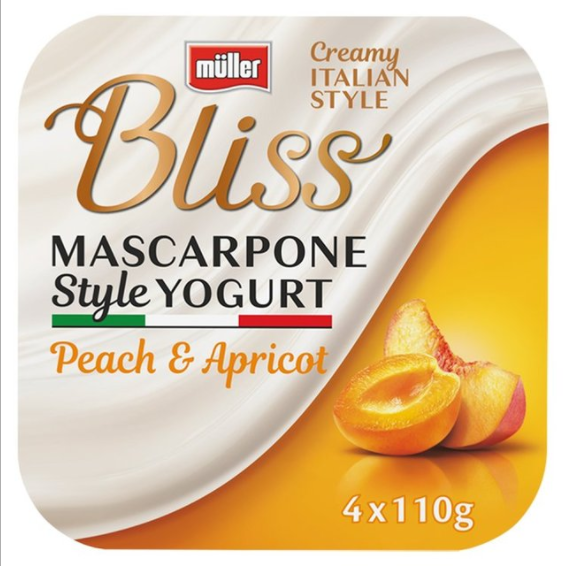 müller
Creamy
ITALIAN
STYLE
Bliss
MASCARPONE
Style YOGURT
Peach & Apricot
4x110g